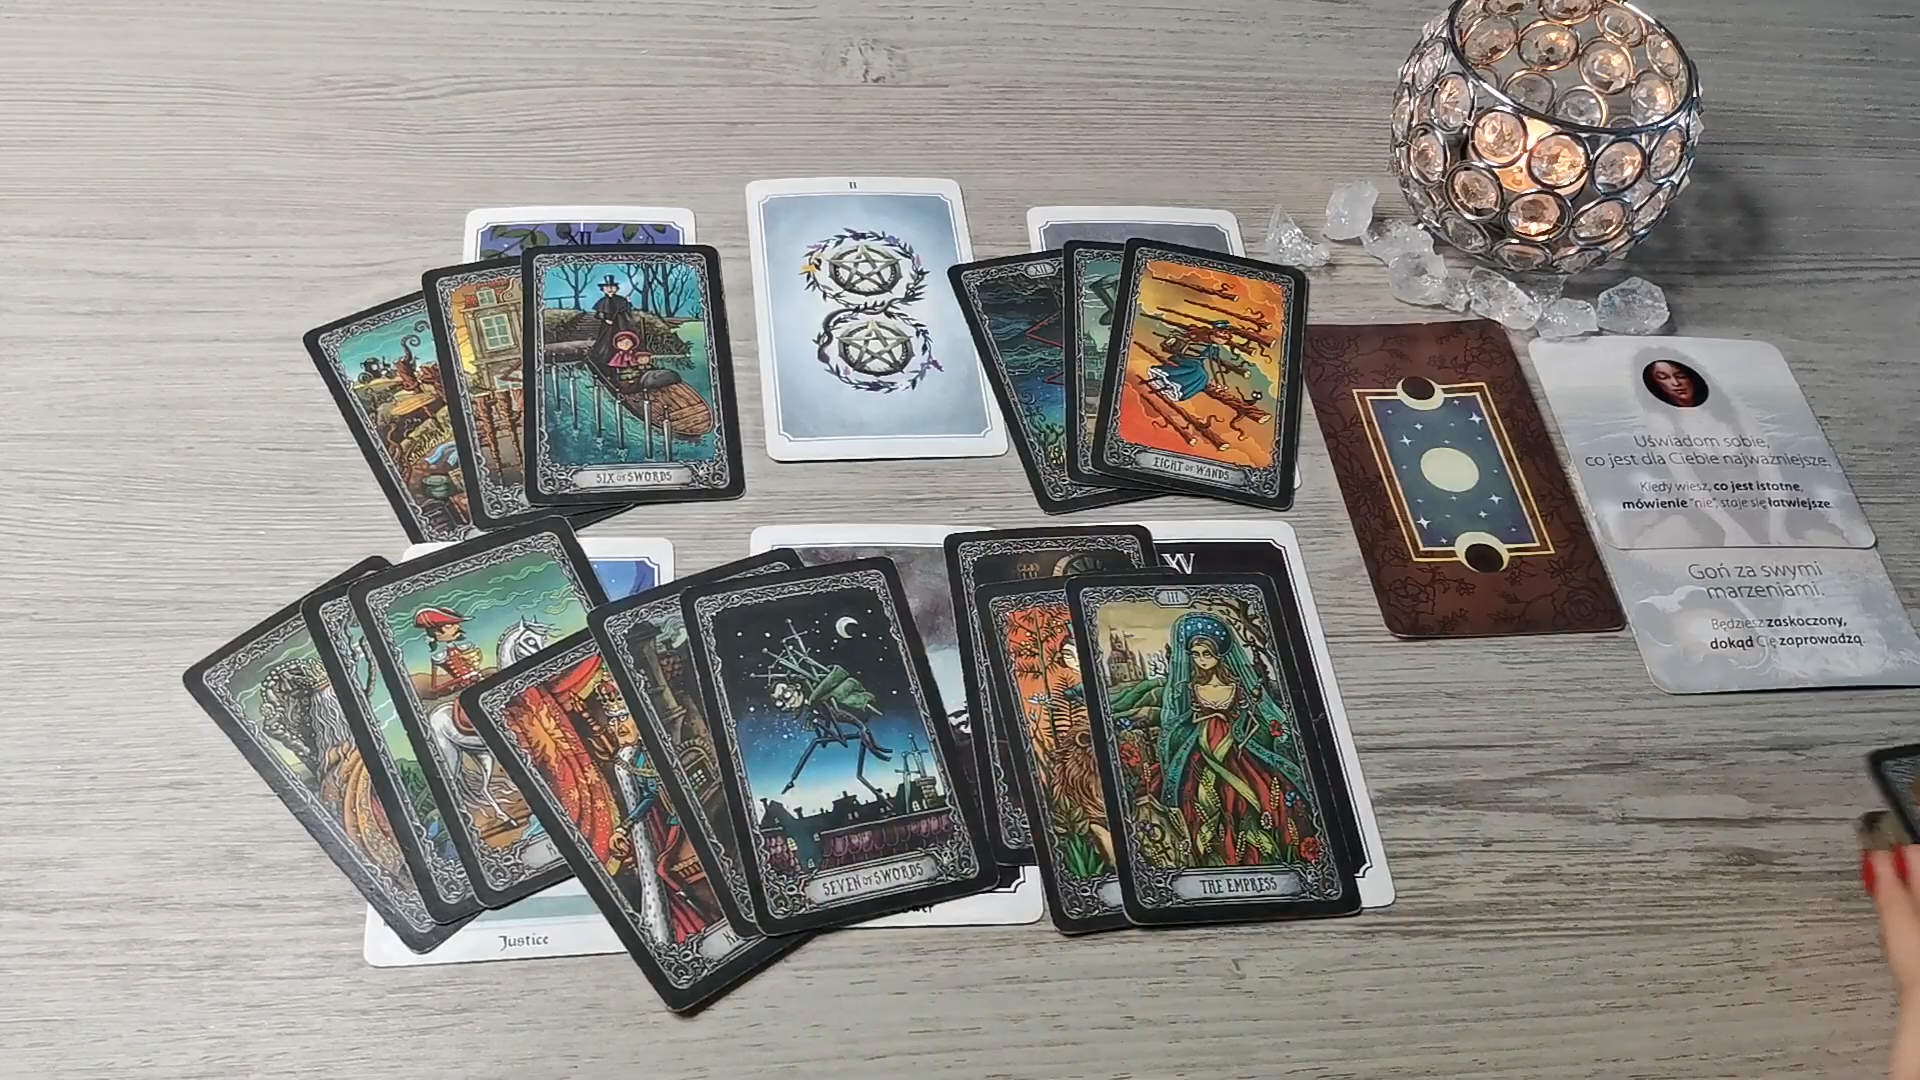 II
XII
XII
SIX OF SWORDS
EIGHT OF WANDS
Uświadom sobie,
co jest dla Ciebie najważniejsze.
Kiedy wiesz, co jest istotne,
mówienie "nie", staje się łatwiejsze.
Goń za swymi
marzeniami.
Będziesz zaskoczony,
dokąd Cię zaprowadzą.
XV
III
SEVEN OF SWORDS
THE EMPRESS
Justice